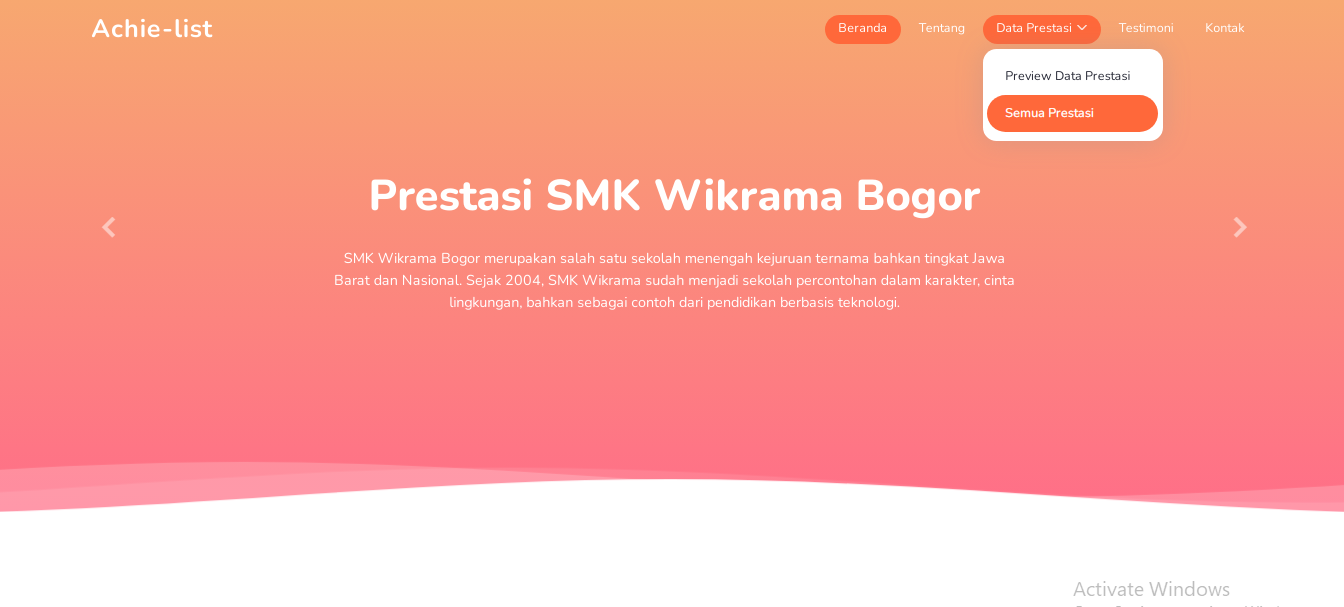 Achie-list
Beranda Tentang Data Prestasi Testimoni Kontak
Preview Data Prestasi
Semua Prestasi
Prestasi SMK Wikrama Bogor
SMK Wikrama Bogor merupakan salah satu sekolah menengah kejuruan ternama bahkan tingkat Jawa
Barat dan Nasional. Sejak 2004, SMK Wikrama sudah menjadi sekolah percontohan dalam karakter, cinta
lingkungan, bahkan sebagai contoh dari pendidikan berbasis teknologi.
Activate Windows